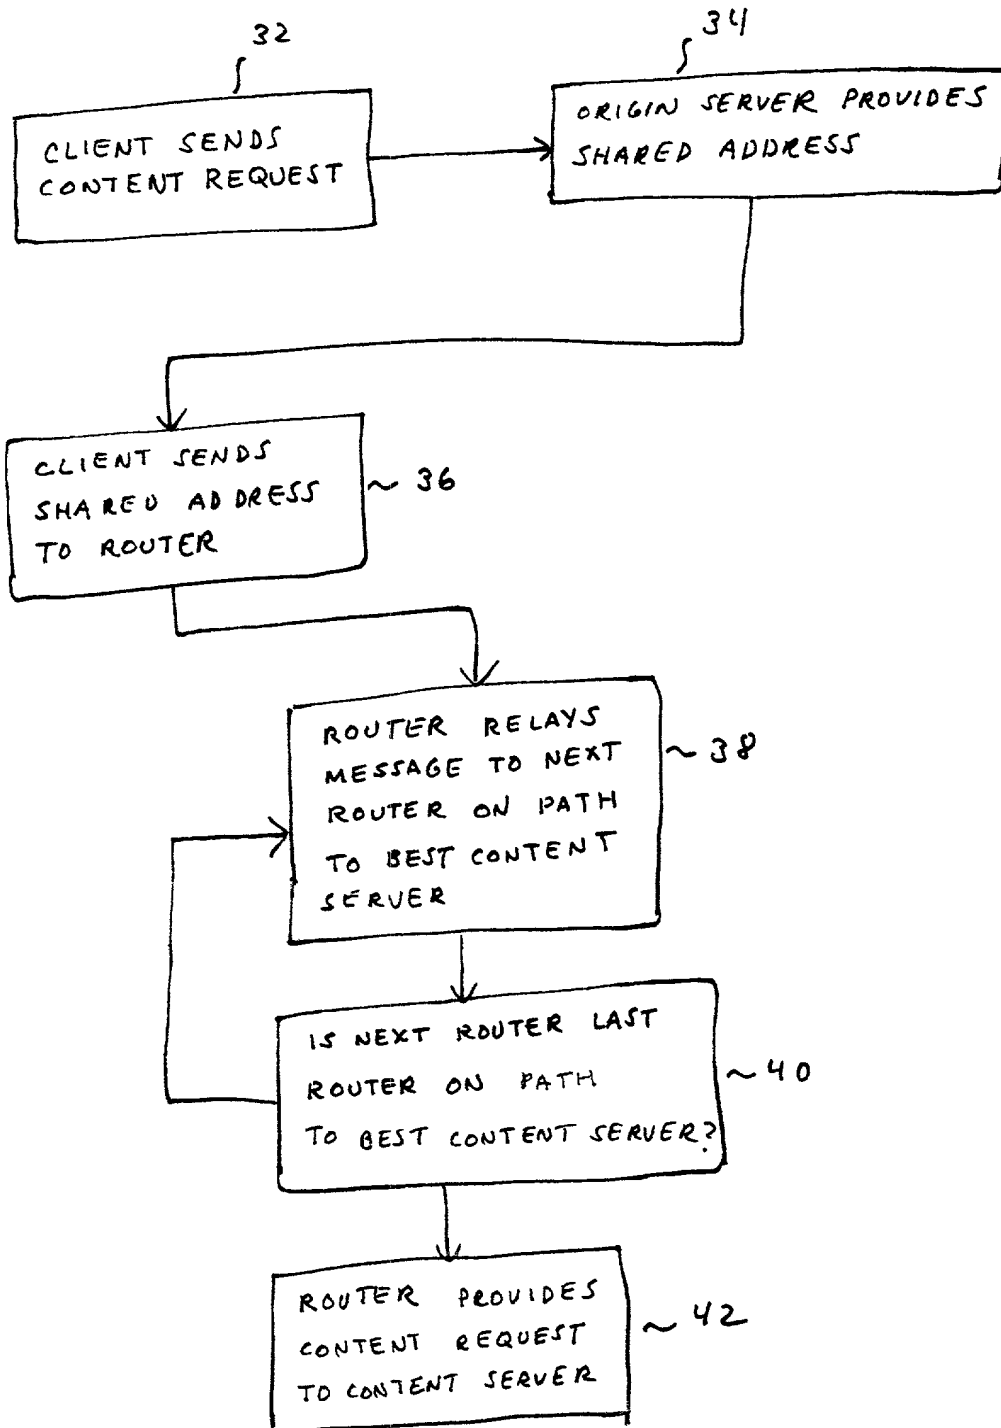 32
CLIENT SENDS
CONTENT REQUEST
34
ORIGIN SERVER PROVIDES
SHARED ADDRESS
CLIENT SENDS
SHARED ADDRESS
TO ROUTER
~ 36
ROUTER RELAYS
MESSAGE TO NEXT
ROUTER ON PATH
TO BEST CONTENT
SERVER
~ 38
IS NEXT ROUTER LAST
ROUTER ON PATH
TO BEST CONTENT SERVER?
~ 40
ROUTER PROVIDES
CONTENT REQUEST
TO CONTENT SERVER
~ 42